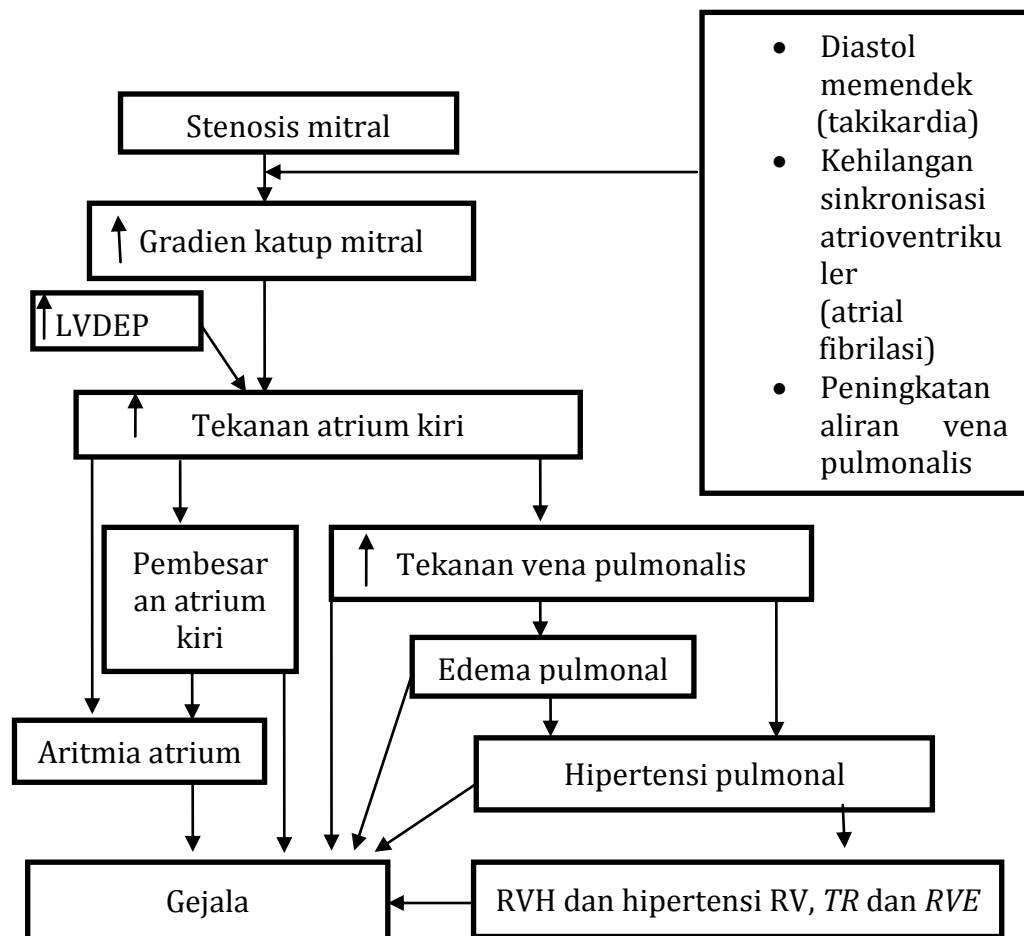 • Diastol
memendek
(takikardia)
• Kehilangan
sinkronisasi
atrioventriku
ler
(atrial
fibrilasi)
• Peningkatan
aliran vena
pulmonalis
Stenosis mitral
Gradien katup mitral
LVDEP
Tekanan atrium kiri
Pembesar
an atrium
kiri
Tekanan vena pulmonalis
Edema pulmonal
Aritmia atrium
Hipertensi pulmonal
Gejala
RVH dan hipertensi RV, TR dan RVE